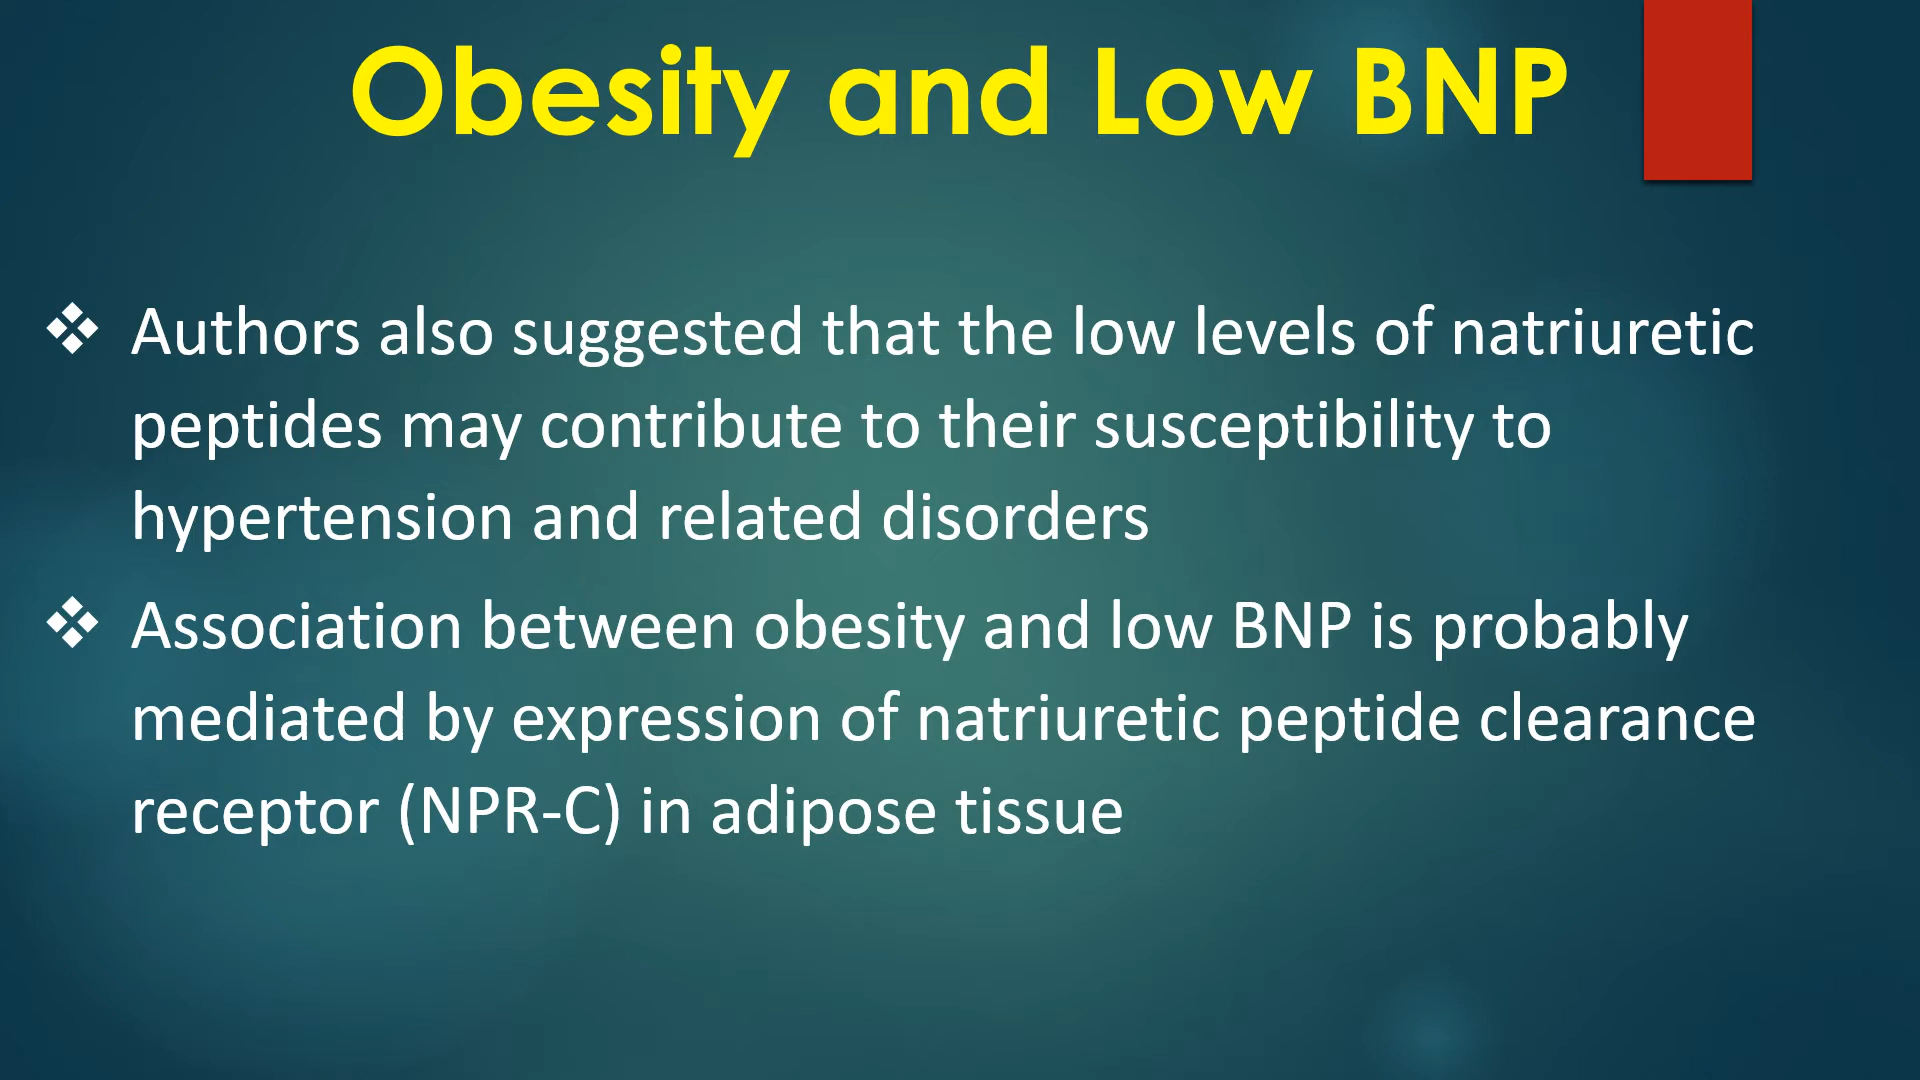 Obesity and Low BNP
❖ Authors also suggested that the low levels of natriuretic
peptides may contribute to their susceptibility to
hypertension and related disorders
❖ Association between obesity and low BNP is probably
mediated by expression of natriuretic peptide clearance
receptor (NPR-C) in adipose tissue